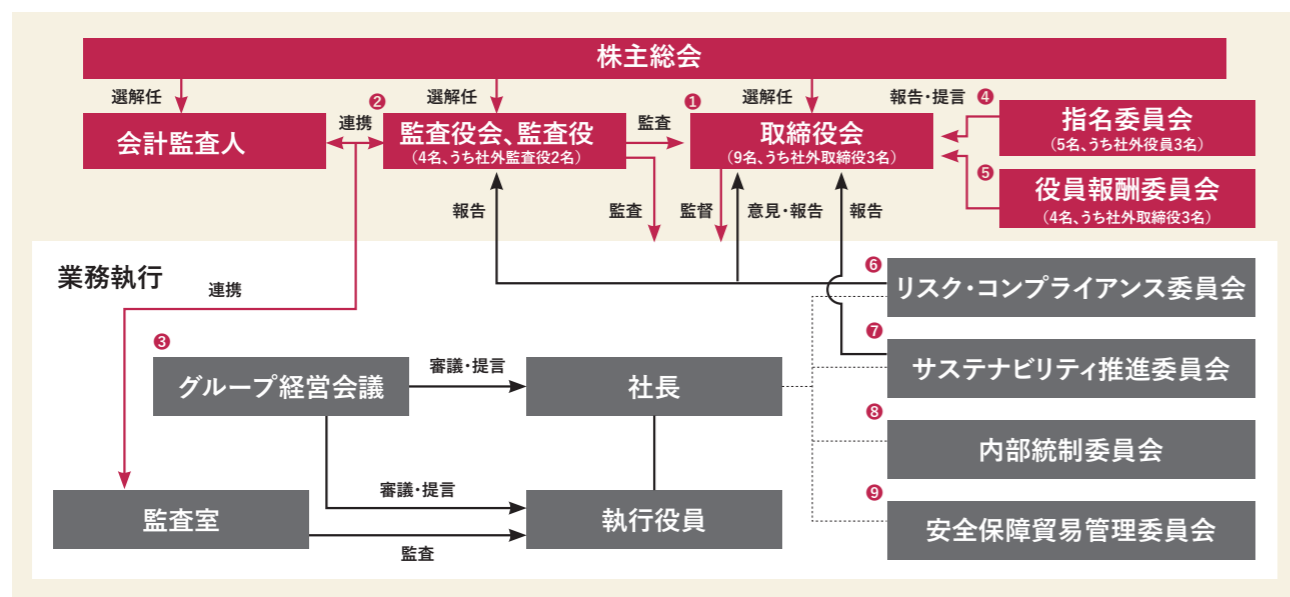 株主総会
選解任
選解任
選解任
報告・提言
❹
指名委員会
(5名、うち社外役員3名)
会計監査人
連携
❷
監査役会、監査役
(4名、うち社外監査役2名)
監査
❶
取締役会
(9名、うち社外取締役3名)
❺
役員報酬委員会
(4名、うち社外取締役3名)
報告
監査
監督
意見・報告
報告
業務執行
連携
❻
リスク・コンプライアンス委員会
❸
グループ経営会議
審議・提言
社長
❼
サステナビリティ推進委員会
❽
内部統制委員会
監査室
審議・提言
監査
執行役員
❾
安全保障貿易管理委員会